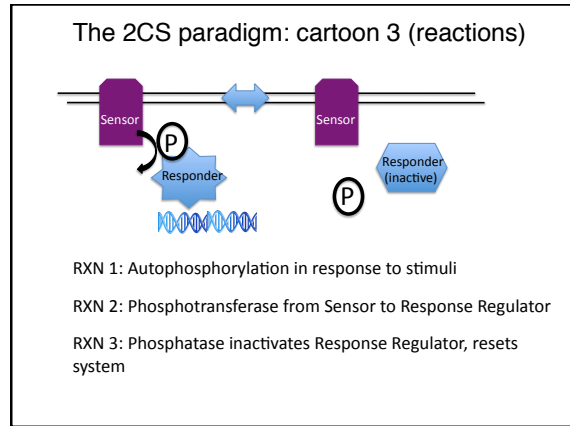 The 2CS paradigm: cartoon 3 (reactions)
Sensor
Sensor
P
Responder
Responder
(inactive)
P
RXN 1: Autophosphorylation in response to stimuli
RXN 2: Phosphotransferase from Sensor to Response Regulator
RXN 3: Phosphatase inactivates Response Regulator, resets
system